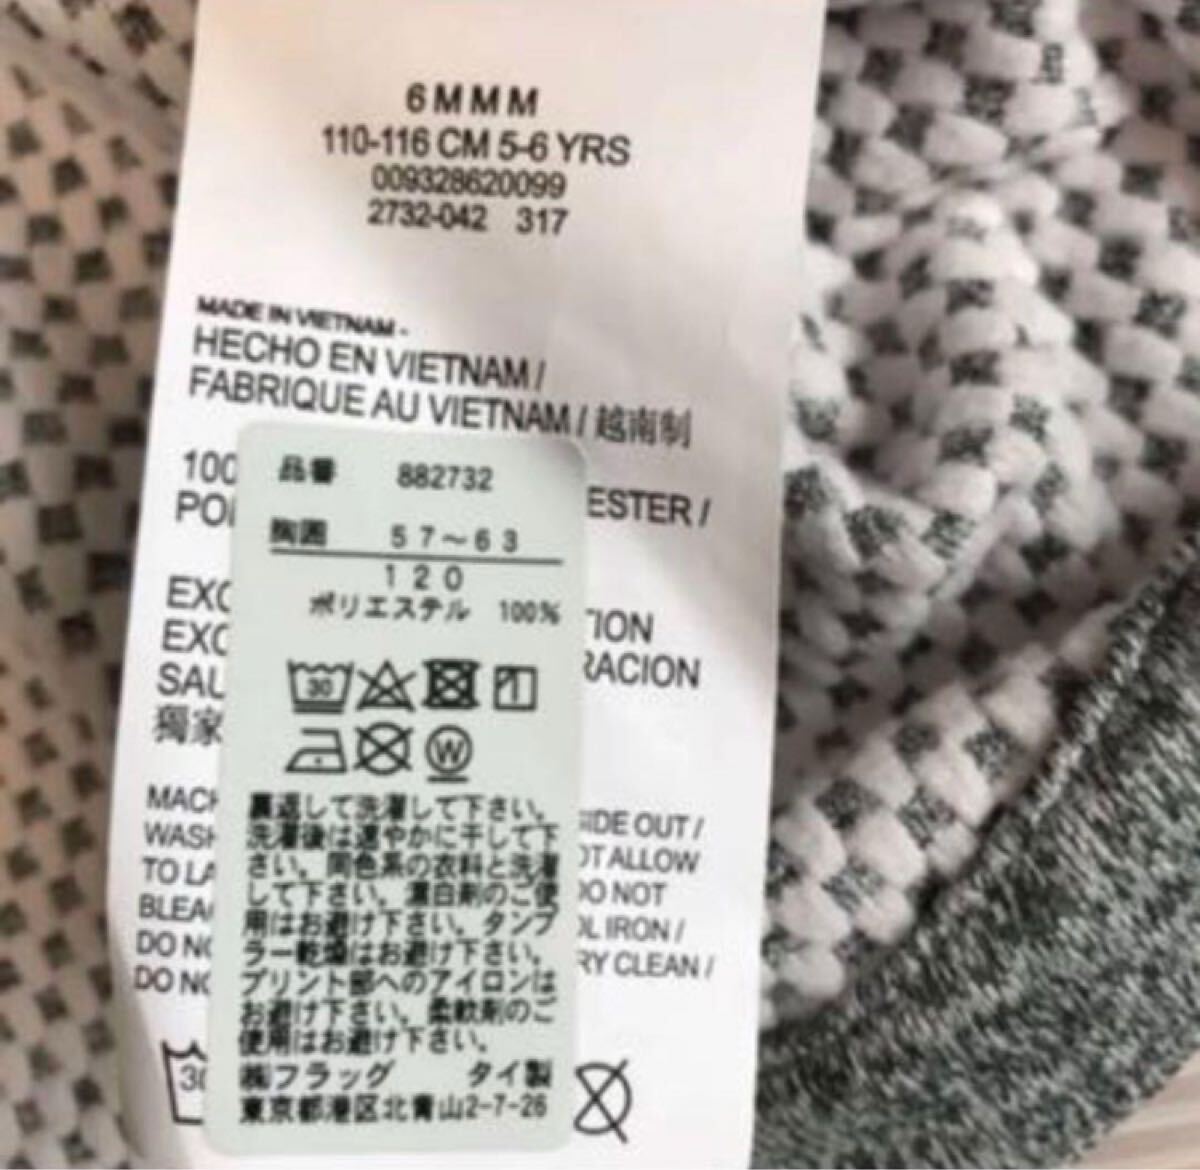 6 M M M
110-116 CM 5-6 YRS
009328620099
2732-042 317
MADE IN VIETNAM -
HECHO EN VIETNAM /
FABRIQUE AU VIETNAM / 越南制
100
ESTER /
品番 882732
胸囲 57～63
120
ポリエステル 100%
EXC
TION
EXC
RACION
SAU
獨家
30
W
裏返して洗濯して下さい。
洗濯後は速やかに干して下
さい。同色系の衣料と洗濯
して下さい。漂白剤のご使
用はお避け下さい。タンブ
ラー乾燥はお避け下さい。
プリント部へのアイロンは
お避け下さい。柔軟剤のご
使用はお避け下さい。
㈱フラッグ タイ製
東京都港区北青山2-7-26
MACH
SIDE OUT /
WASH
OT ALLOW
TO LA
DO NOT
BLEA
OL IRON /
DO NO
RY CLEAN /
DO NO
30